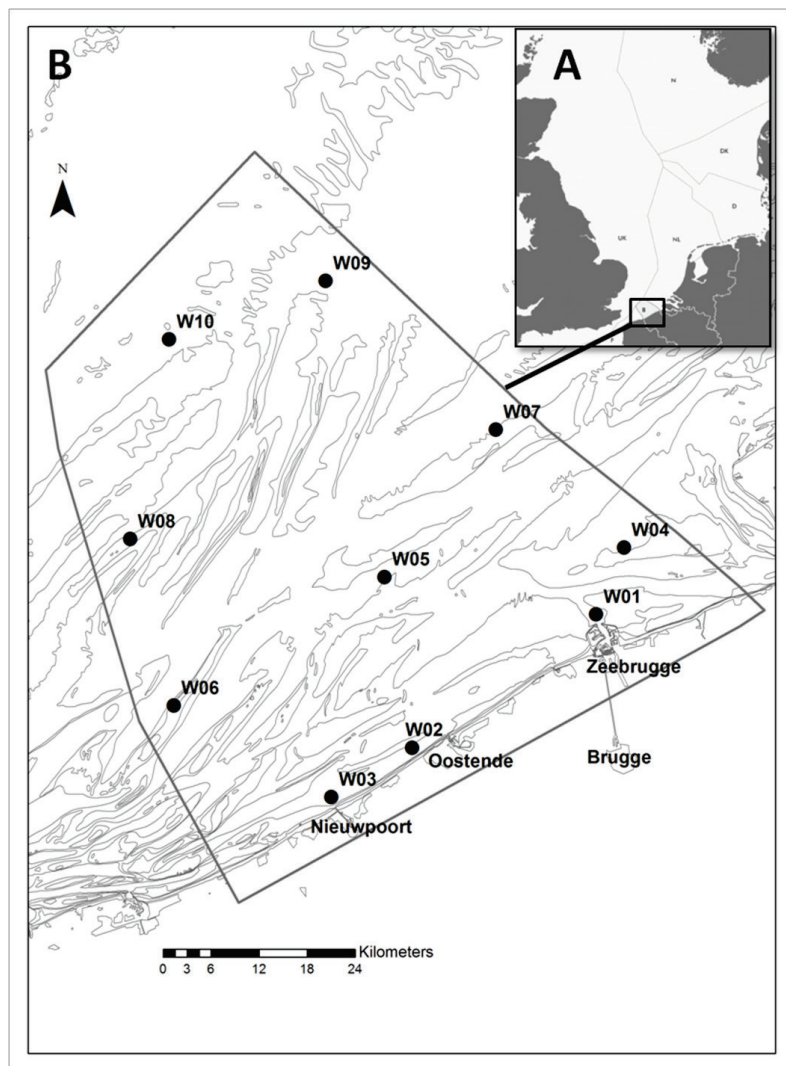 B
A
N
N
DK
D
UK
NL
B
F
W09
W10
W07
W08
W04
W05
W01
Zeebrugge
W06
W02
Oostende
Brugge
W03
Nieuwpoort
Kilometers
0 3 6 12 18 24